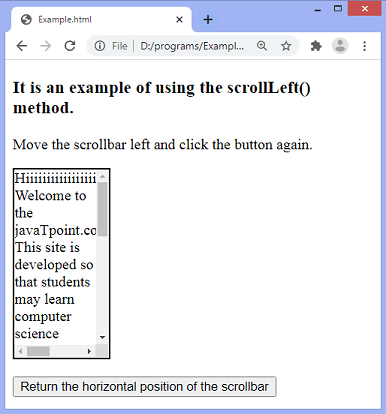 Example.html
File | D:/programs/Exampl...
It is an example of using the scrollLeft()
method.
Move the scrollbar left and click the button again.
Hiiiiiiiiiiiiiiiii
Welcome to
the
javaTpoint.co
This site is
developed so
that students
may learn
computer
science
Return the horizontal position of the scrollbar